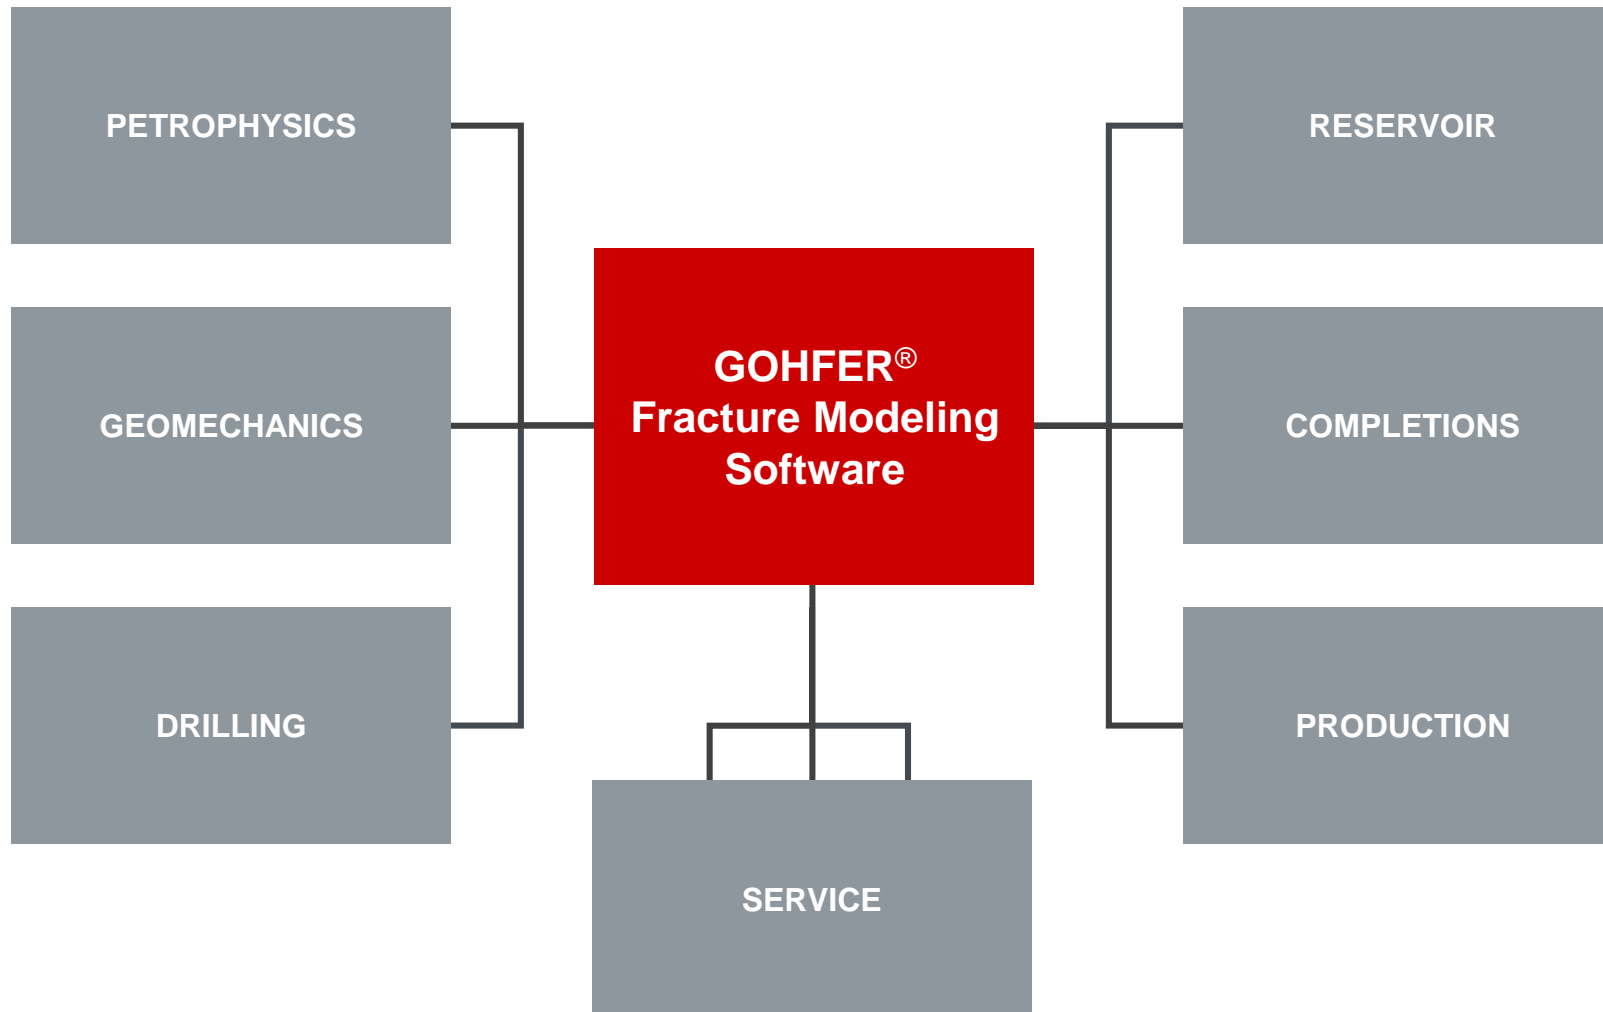 PETROPHYSICS
RESERVOIR
GOHFER®
Fracture Modeling
Software
GEOMECHANICS
COMPLETIONS
DRILLING
PRODUCTION
SERVICE